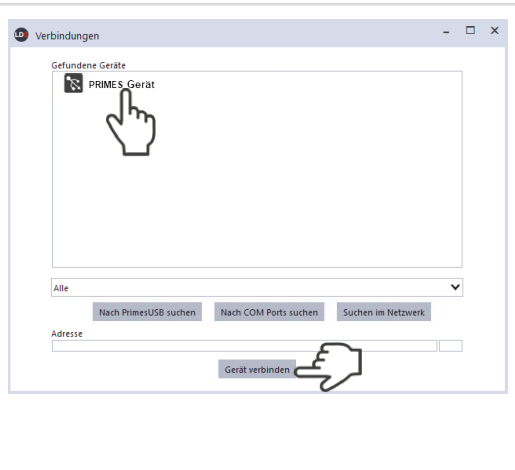 LD
Verbindungen
Gefundene Geräte
PRIMES Gerät
Alle
Nach PrimesUSB suchen Nach COM Ports suchen Suchen im Netzwerk
Adresse
Gerät verbinden